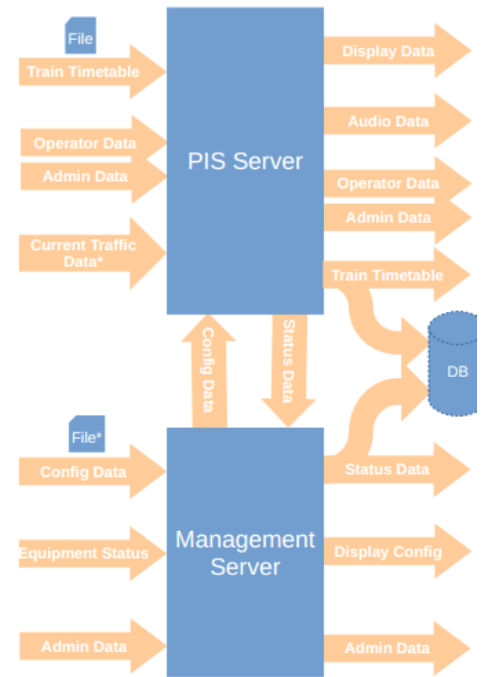 File
Train Timetable
Operator Data
Admin Data
Current Traffic
Data*
PIS Server
Display Data
Audio Data
Operator Data
Admin Data
Train Timetable
Config Data
Status Data
DB
File*
Config Data
Equipment Status
Admin Data
Management
Server
Status Data
Display Config
Admin Data